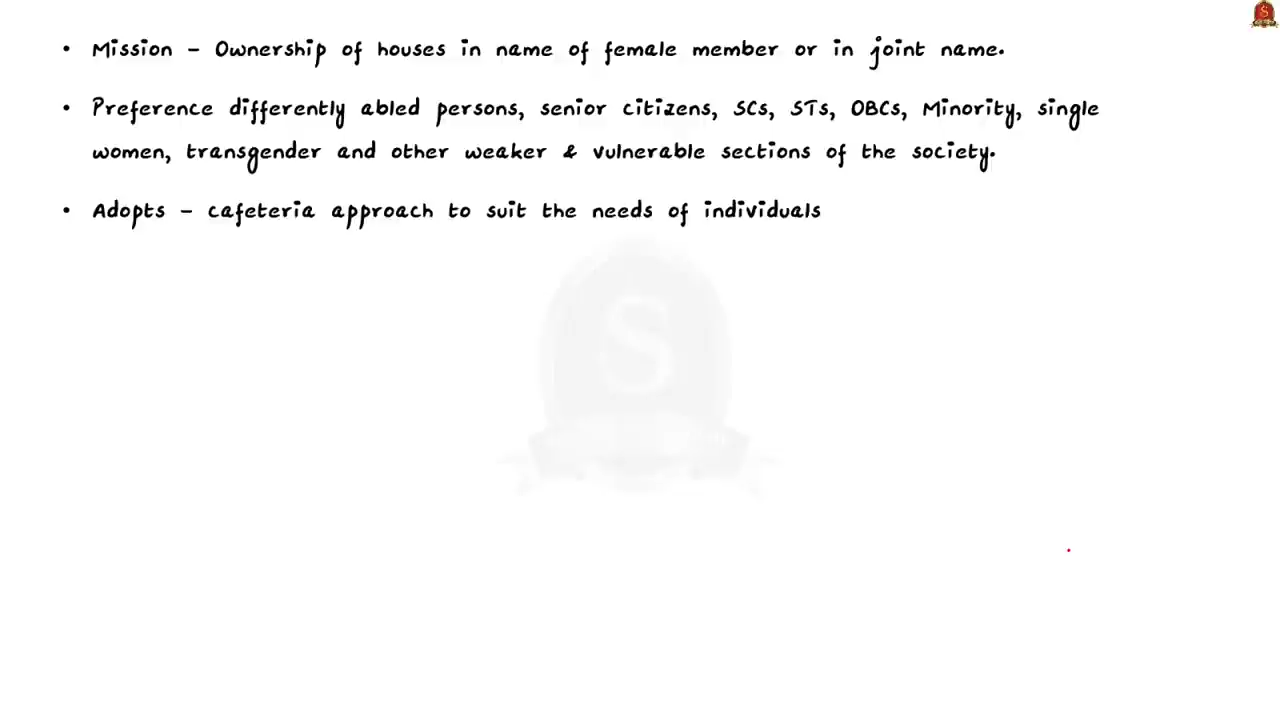 • Mission - Ownership of houses in name of female member or in joint name.
• Preference differently abled persons, senior citizens, SCs, STs, OBCs, Minority, single
women, transgender and other weaker & vulnerable sections of the society.
• Adopts - cafeteria approach to suit the needs of individuals
S